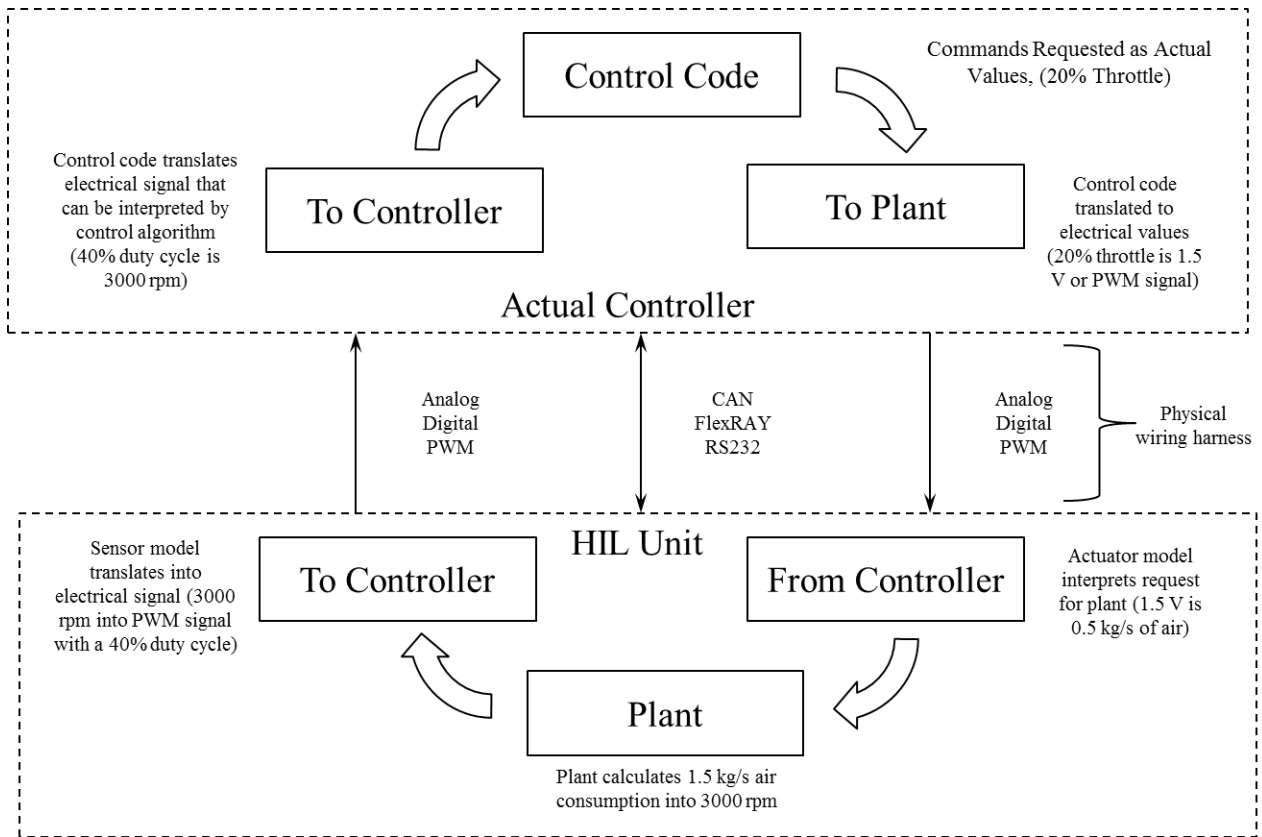 Control Code
Commands Requested as Actual
Values, (20% Throttle)
Control code translates
electrical signal that
can be interpreted by
control algorithm
(40% duty cycle is
3000 rpm)
To Controller
To Plant
Control code
translated to
electrical values
(20% throttle is 1.5
V or PWM signal)
Actual Controller
Analog
Digital
PWM
CAN
FlexRAY
RS232
Analog
Digital
PWM
Physical
wiring harness
HIL Unit
Sensor model
translates into
electrical signal (3000
rpm into PWM signal
with a 40% duty cycle)
To Controller
From Controller
Actuator model
interprets request
for plant (1.5 V is
0.5 kg/s of air)
Plant
Plant calculates 1.5 kg/s air
consumption into 3000 rpm